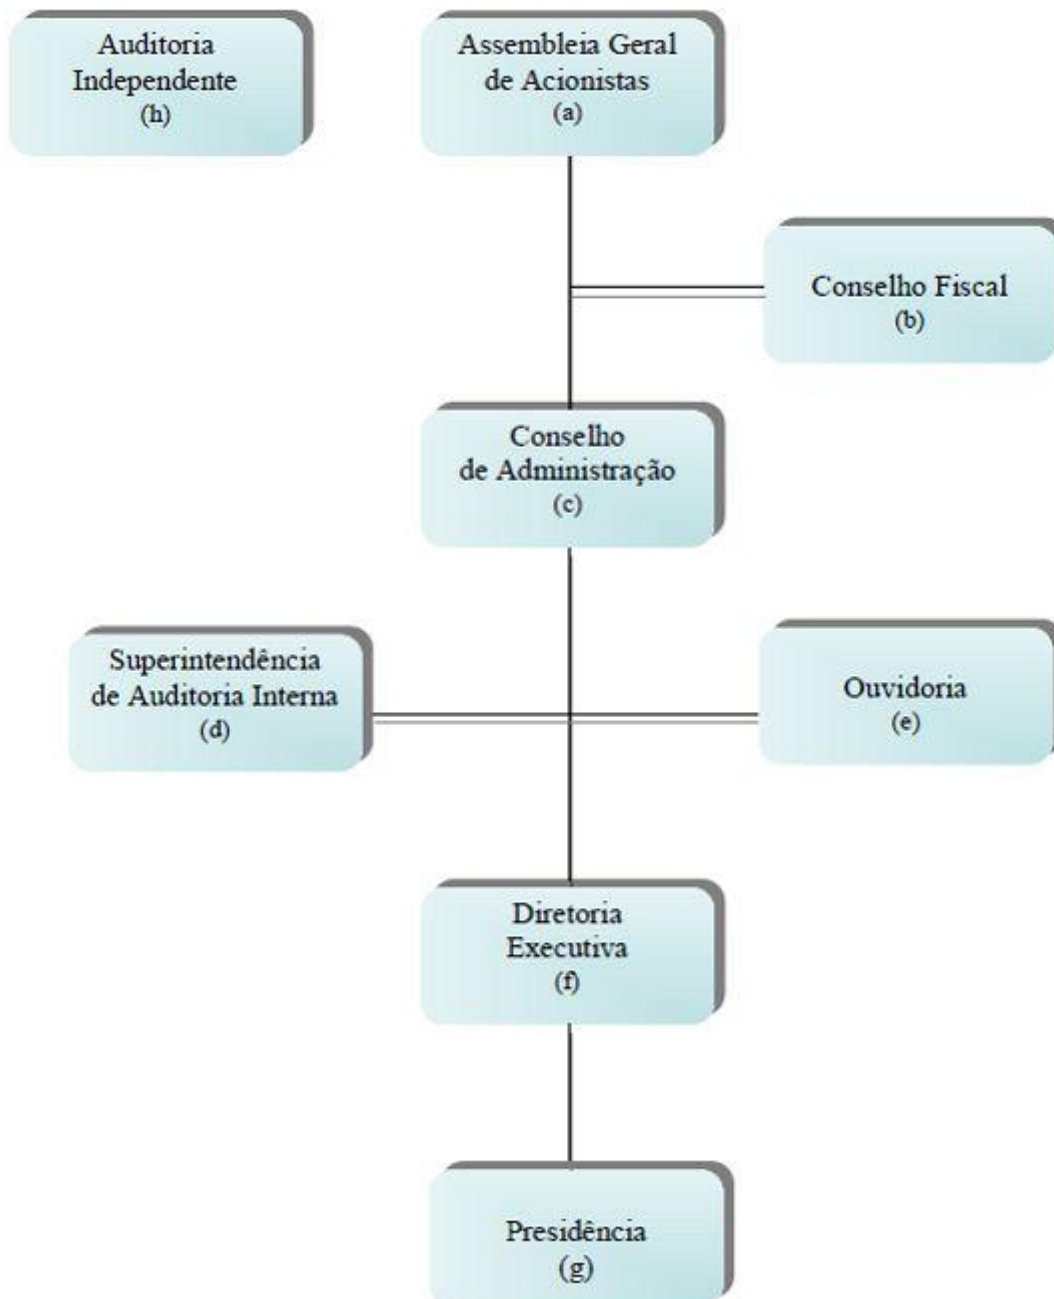 Auditoria
Independente
(h)
Assembleia Geral
de Acionistas
(a)
Conselho Fiscal
(b)
Conselho
de Administração
(c)
Superintendência
de Auditoria Interna
(d)
Ouvidoria
(e)
Diretoria
Executiva
(f)
Presidência
(g)